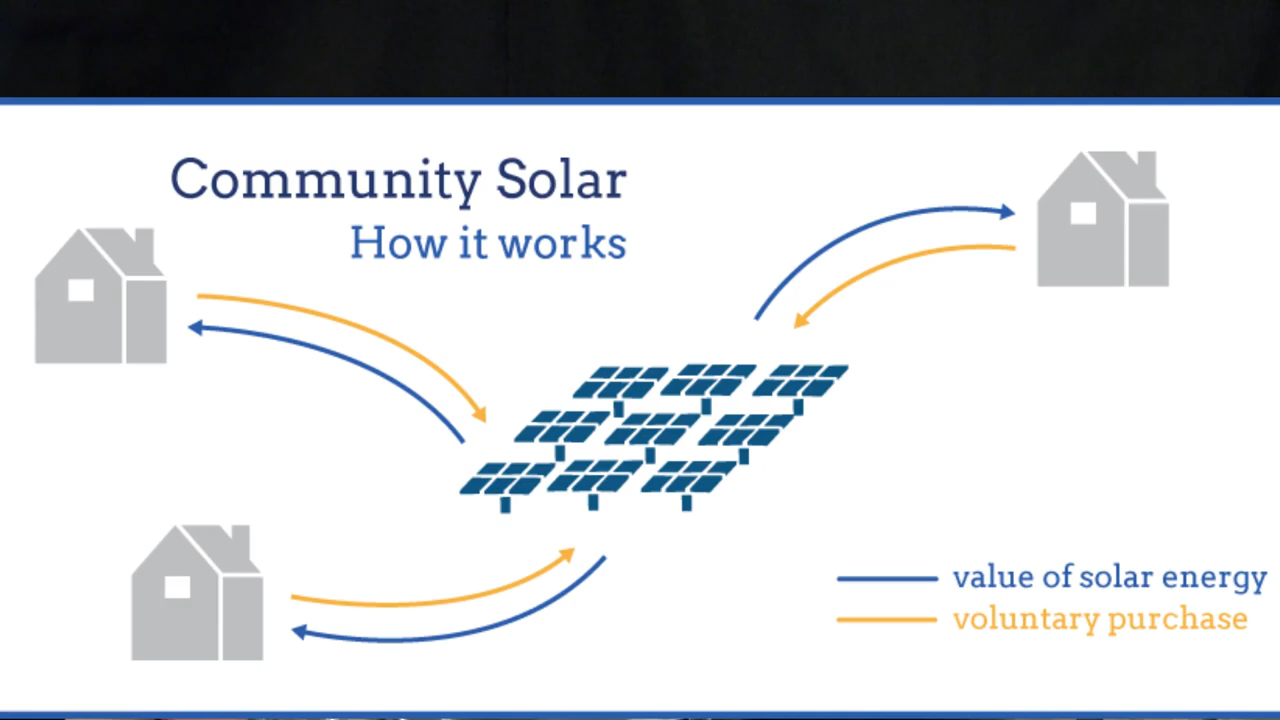 Community Solar
How it works
value of solar energy
voluntary purchase